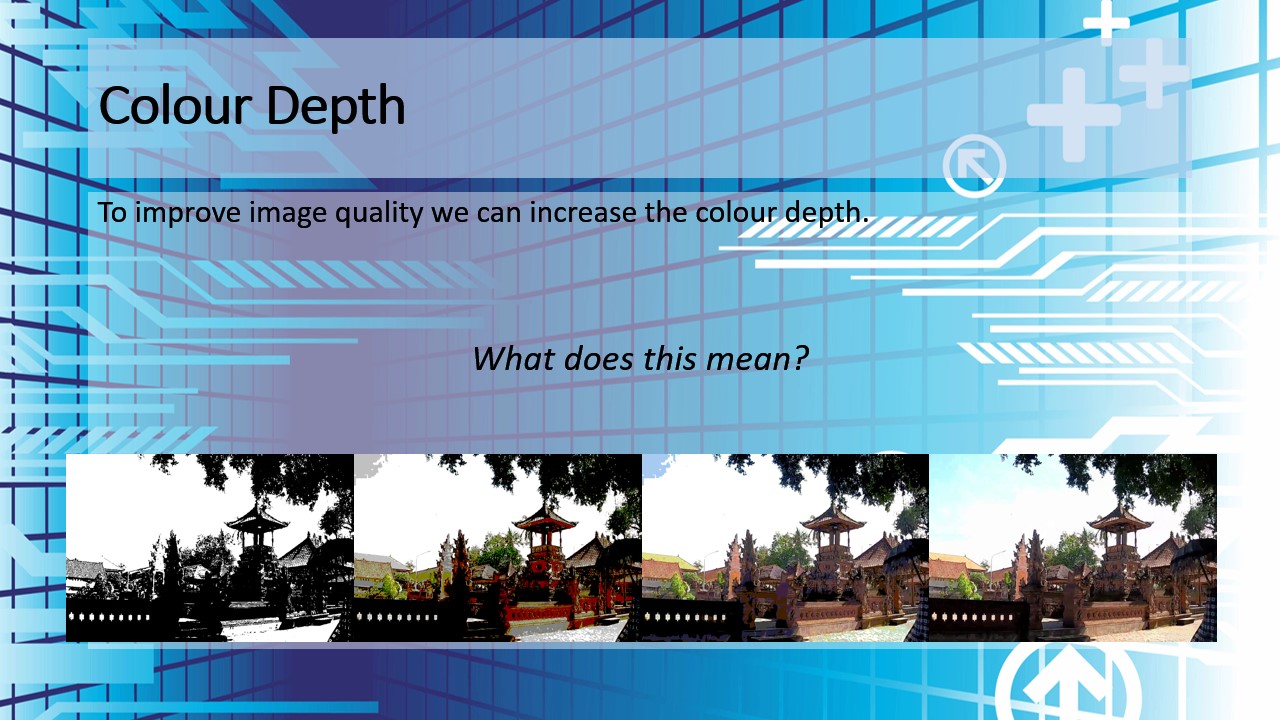 Colour Depth
To improve image quality we can increase the colour depth.
What does this mean?